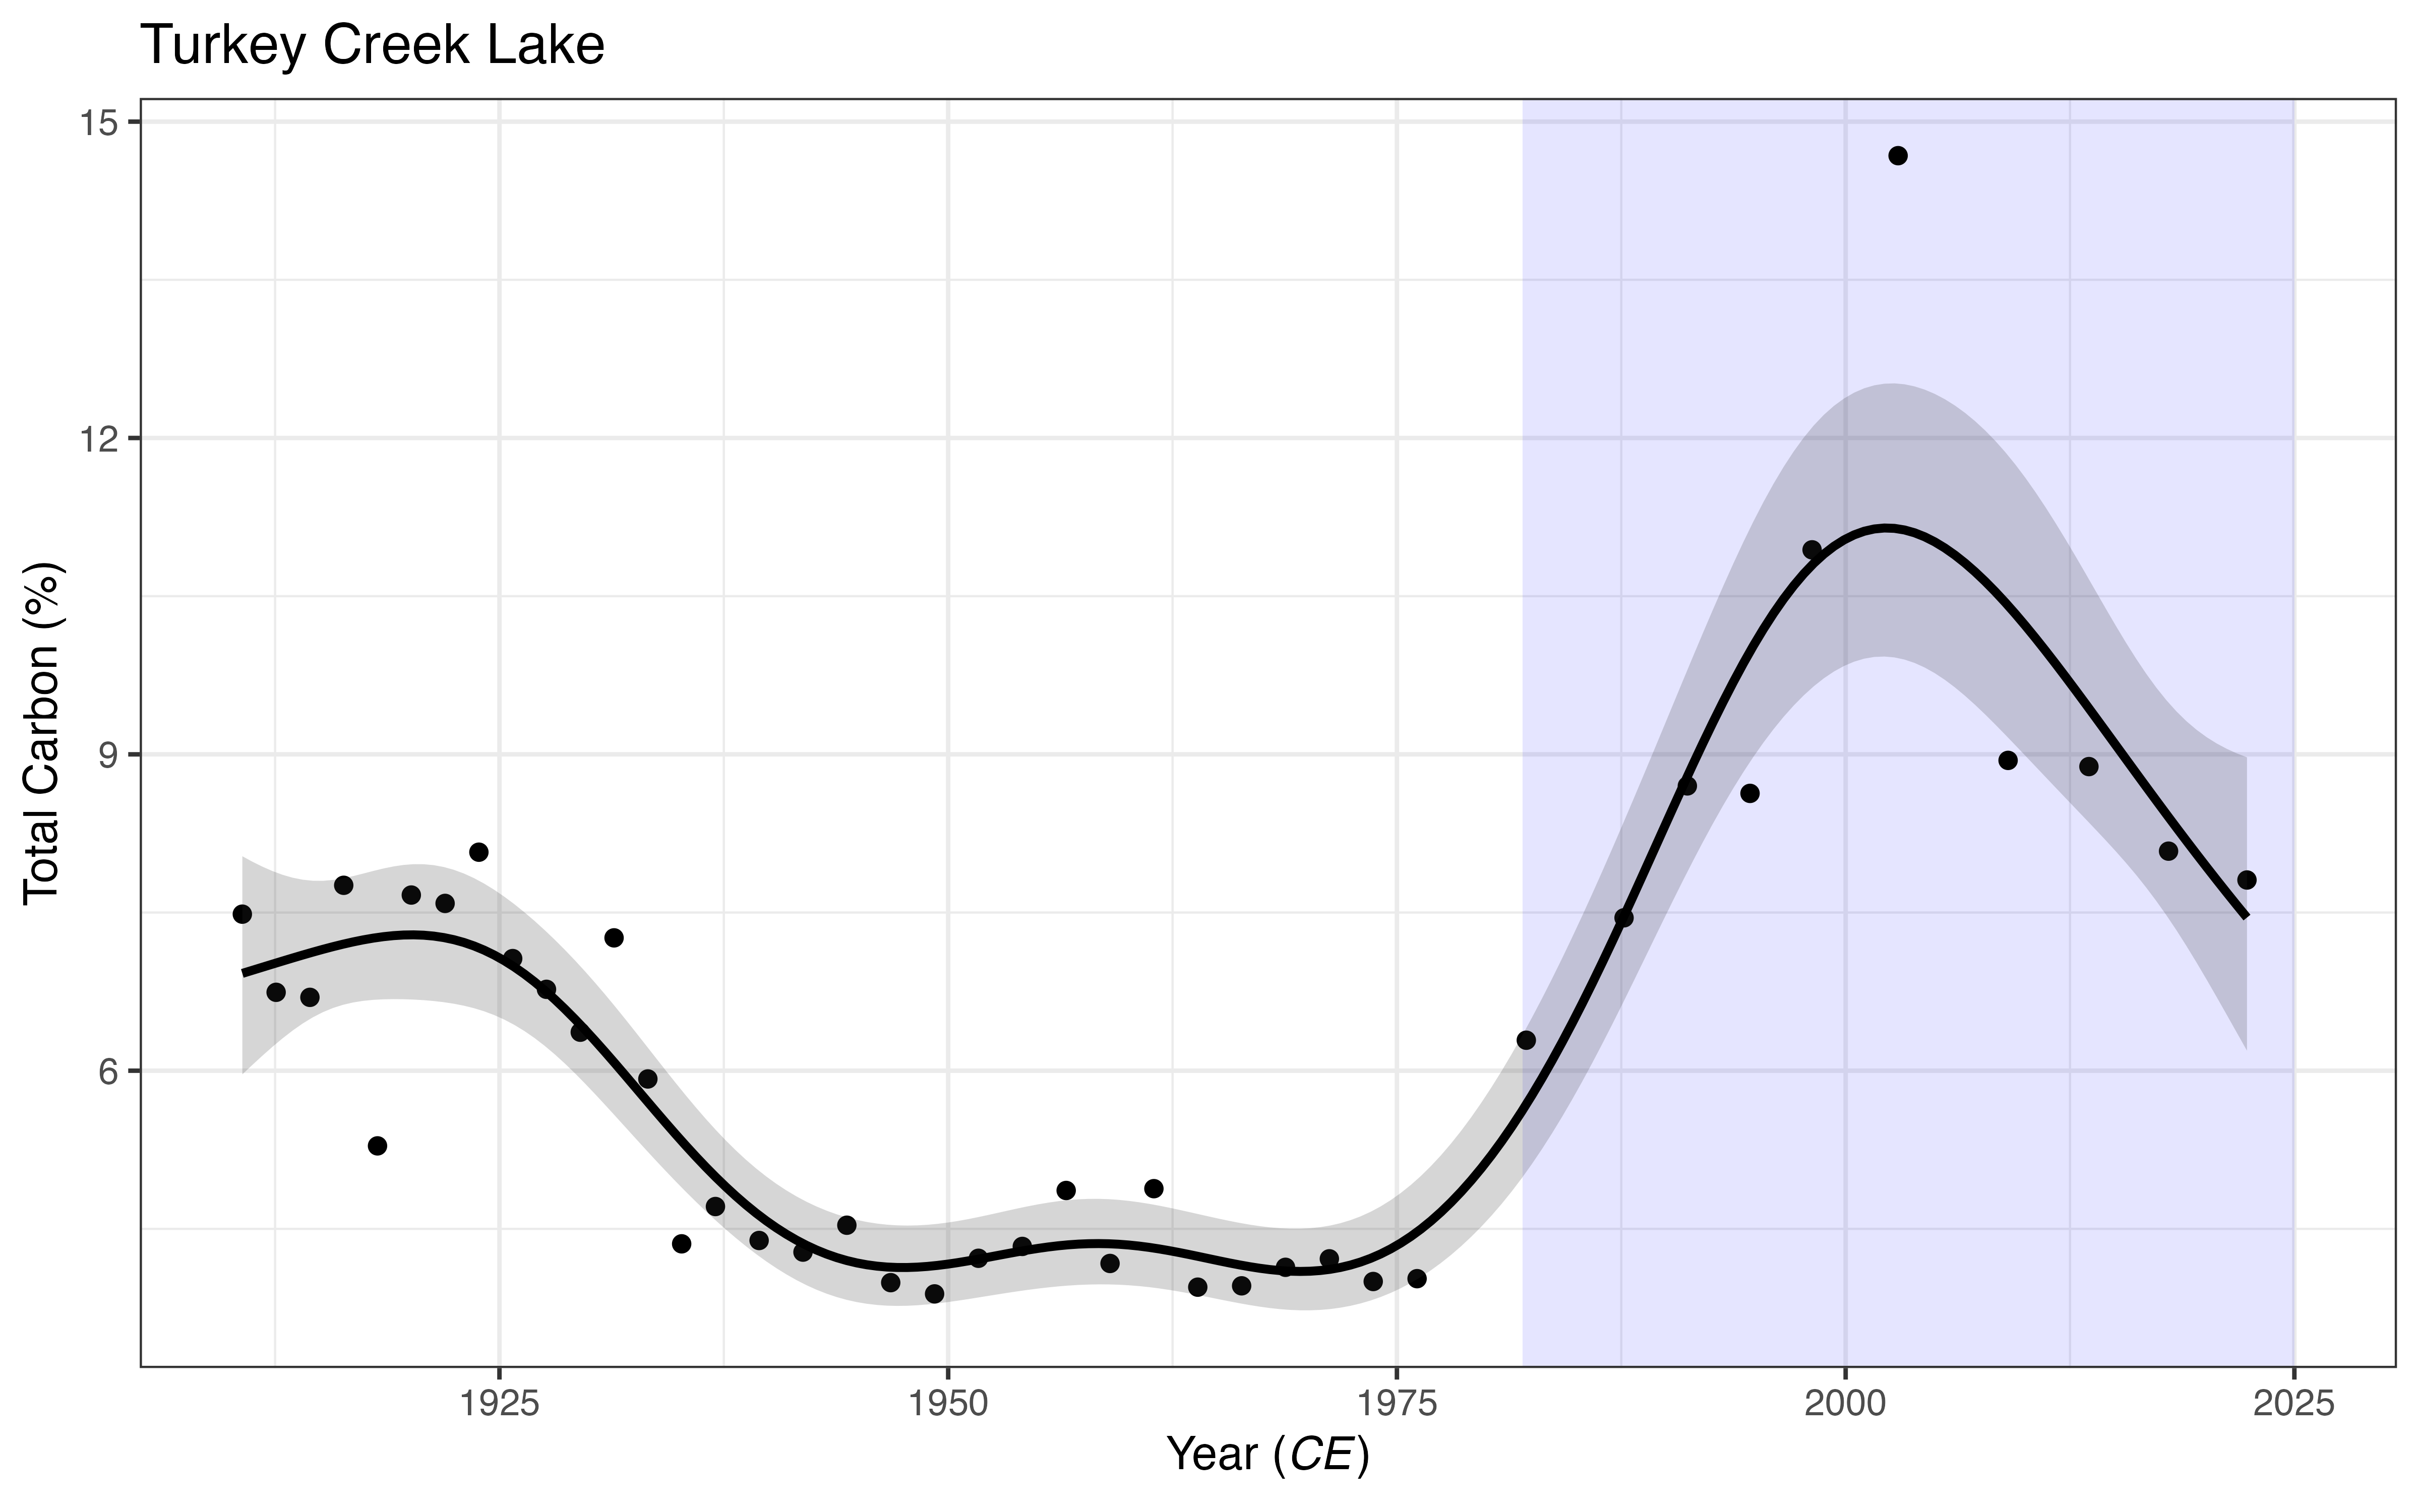 Turkey Creek Lake
15
12
9
6
Total Carbon (%)
1925 1950 1975 2000 2025
Year (CE)